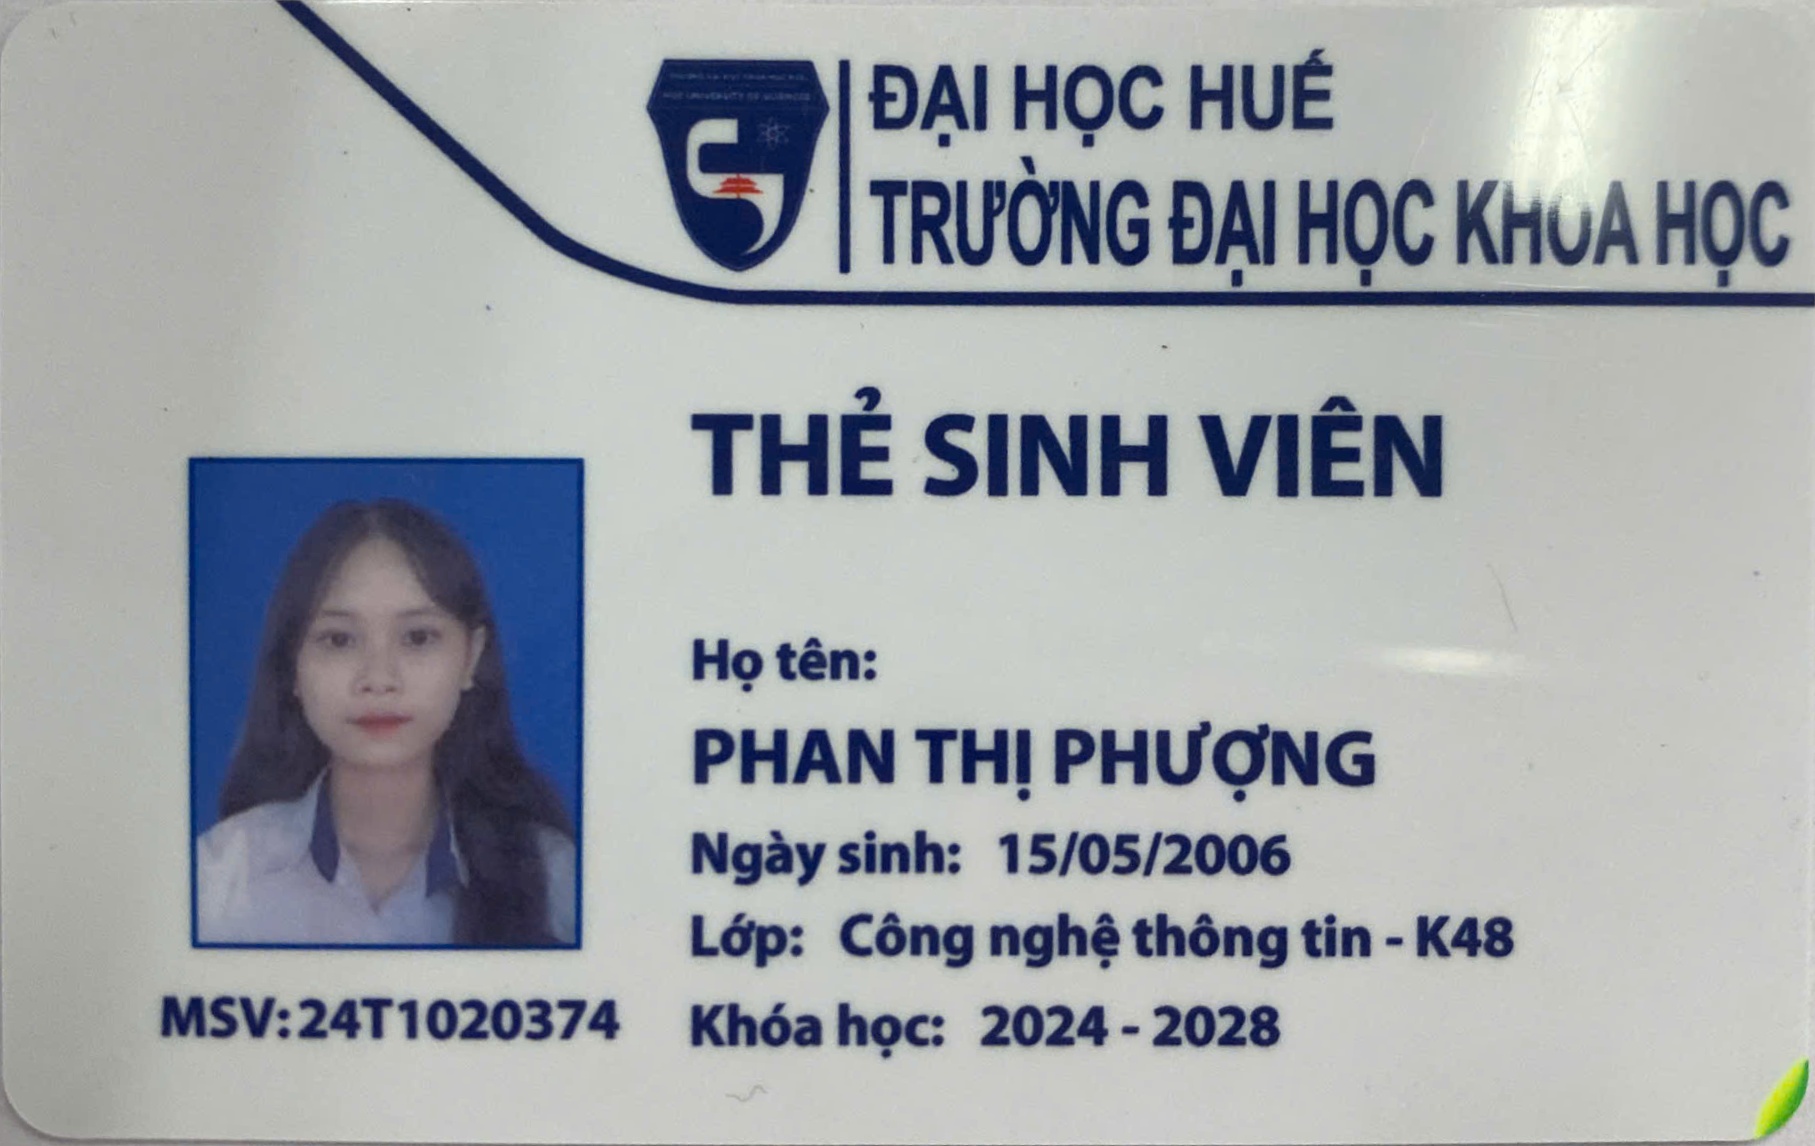 ĐẠI HỌC HUẾ
TRƯỜNG ĐẠI HỌC KHOA HỌC
THẺ SINH VIÊN
Họ tên:
PHAN THỊ PHƯỢNG
Ngày sinh: 15/05/2006
Lớp: Công nghệ thông tin - K48
Khóa học: 2024 - 2028
MSV:24T1020374